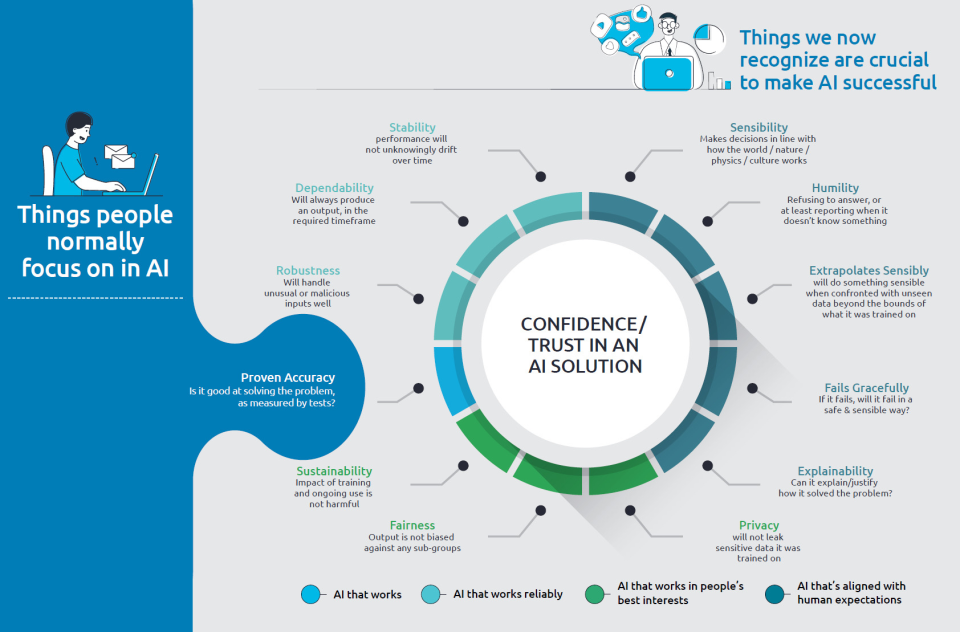 Things we now
recognize are crucial
to make AI successful
Things people
normally
focus on in AI
Proven Accuracy
Is it good at solving the problem,
as measured by tests?
CONFIDENCE/
TRUST IN AN
AI SOLUTION
Stability
performance will
not unknowingly drift
over time
Dependability
Will always produce
an output, in the
required timeframe
Robustness
Will handle
unusual or malicious
inputs well
Sustainability
Impact of training
and ongoing use is
not harmful
Fairness
Output is not biased
against any sub-groups
Sensibility
Makes decisions in line with
how the world / nature /
physics / culture works
Humility
Refusing to answer, or
at least reporting when it
doesn't know something
Extrapolates Sensibly
will do something sensible
when confronted with unseen
data beyond the bounds of
what it was trained on
Fails Gracefully
If it fails, will it fail in a
safe & sensible way?
Explainability
Can it explain/justify
how it solved the problem?
Privacy
will not leak
sensitive data it was
trained on
AI that works
AI that works reliably
AI that works in people's
best interests
AI that's aligned with
human expectations